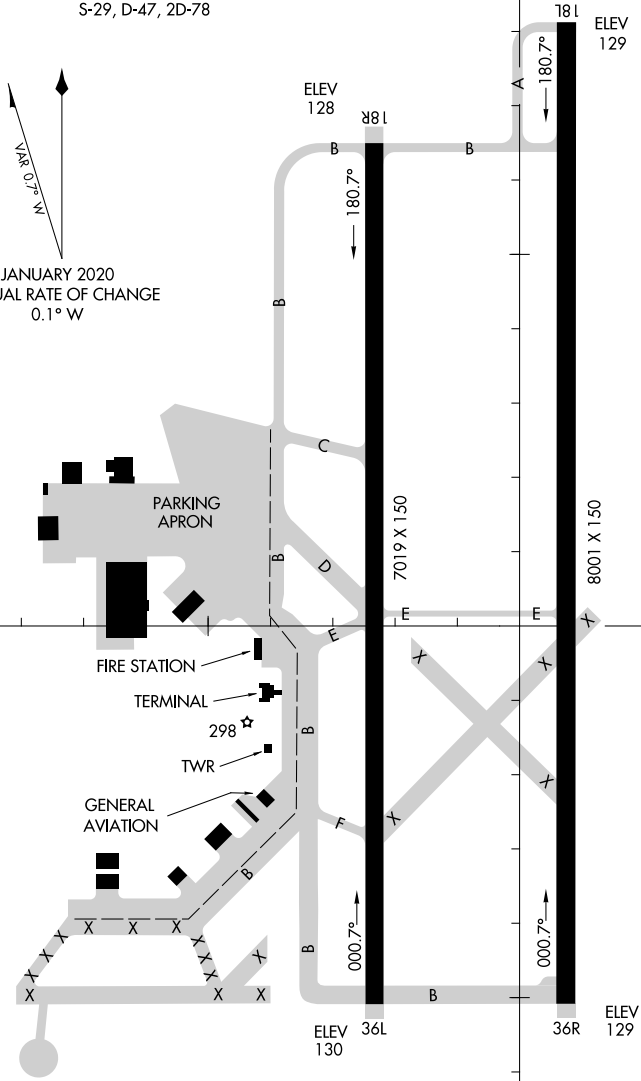 S-29, D-47, 2D-78
18L
ELEV
129
A
180.7°
ELEV
128
18R
B
B
180.7°
VAR 0.7° W
JANUARY 2020
UAL RATE OF CHANGE
0.1° W
B
C
PARKING
APRON
7019 X 150
8001 X 150
B
D
E
E
E
X
X
X
FIRE STATION
TERMINAL
298
B
TWR
X
GENERAL
AVIATION
F
X
B
000.7°
000.7°
X
X
X
X
X
X
X
X
X
X
X
B
X
X
X
B
ELEV
130
36L
36R
ELEV
129